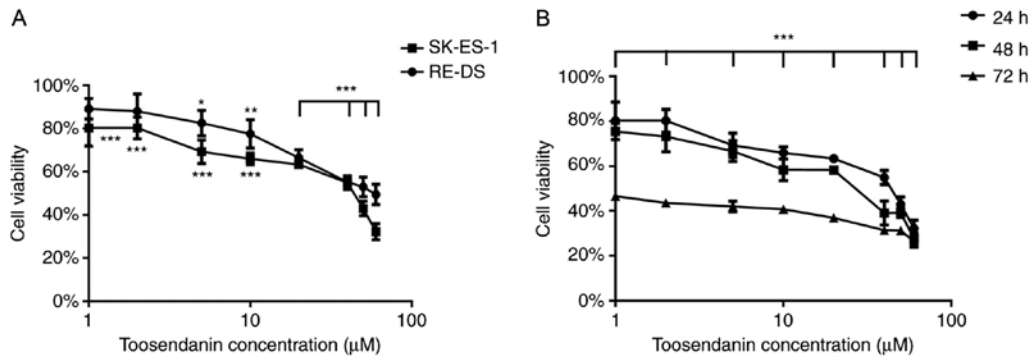 A
SK-ES-1
RE-DS
100%
80%
60%
40%
20%
0%
Cell viability
* ** ***
*** *** *** ***
1 10 100
Toosendanin concentration (μM)
B
24 h
48 h
72 h
***
100%
80%
60%
40%
20%
0%
Cell viability
1 10 100
Toosendanin concentration (μM)